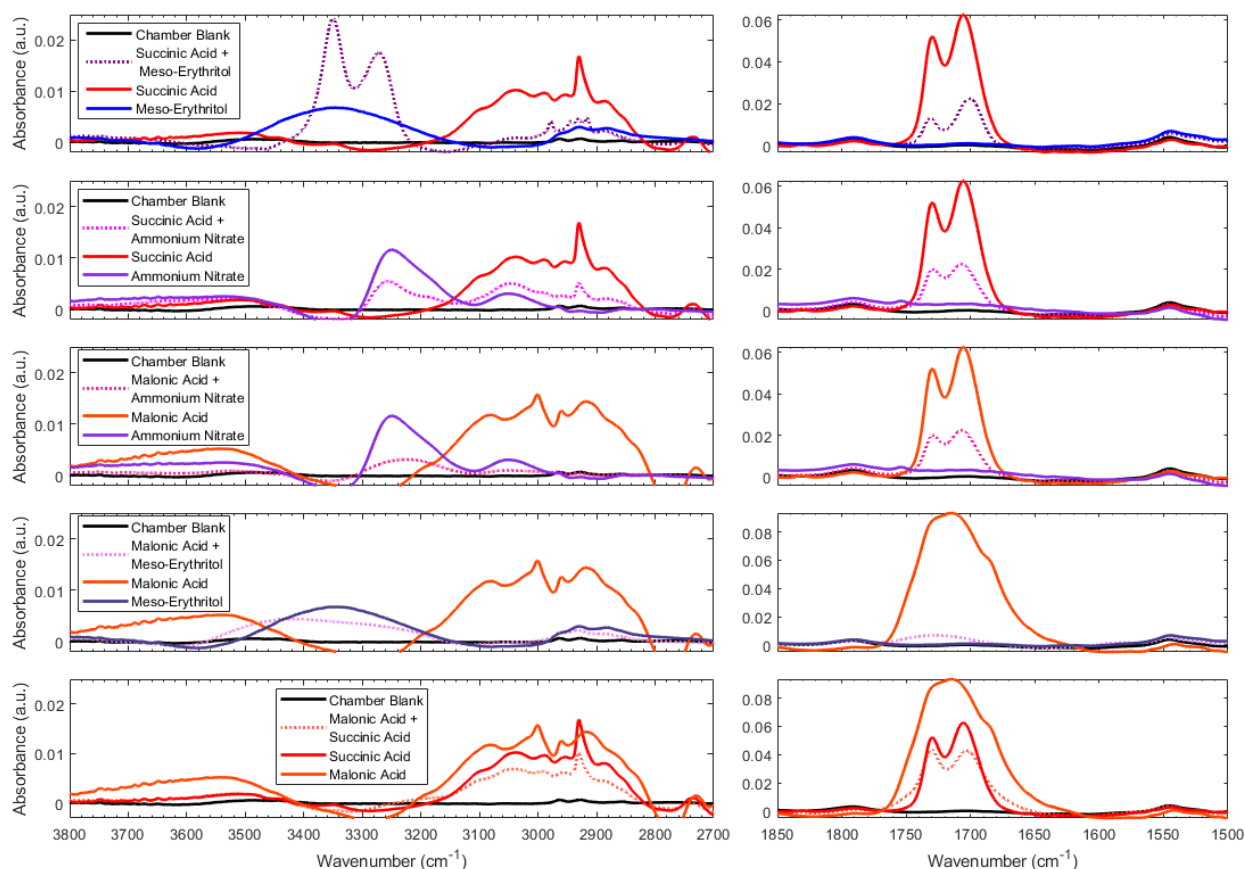 Absorbance (a.u.)
0.02
0.01
0
Chamber Blank
Succinic Acid +
Meso-Erythritol
Succinic Acid
Meso-Erythritol
0.06
0.04
0.02
0
Absorbance (a.u.)
0.02
0.01
0
Chamber Blank
Succinic Acid +
Ammonium Nitrate
Succinic Acid
Ammonium Nitrate
0.06
0.04
0.02
0
Absorbance (a.u.)
0.02
0.01
0
Chamber Blank
Malonic Acid +
Ammonium Nitrate
Malonic Acid
Ammonium Nitrate
0.06
0.04
0.02
0
Absorbance (a.u.)
0.02
0.01
0
Chamber Blank
Malonic Acid +
Meso-Erythritol
Malonic Acid
Meso-Erythritol
0.08
0.06
0.04
0.02
0
Absorbance (a.u.)
0.02
0.01
0
Chamber Blank
Malonic Acid +
Succinic Acid
Succinic Acid
Malonic Acid
0.08
0.06
0.04
0.02
0
3800 3700 3600 3500 3400 3300 3200 3100 3000 2900 2800 2700
1850 1800 1750 1700 1650 1600 1550 1500
Wavenumber (cm⁻¹)
Wavenumber (cm⁻¹)